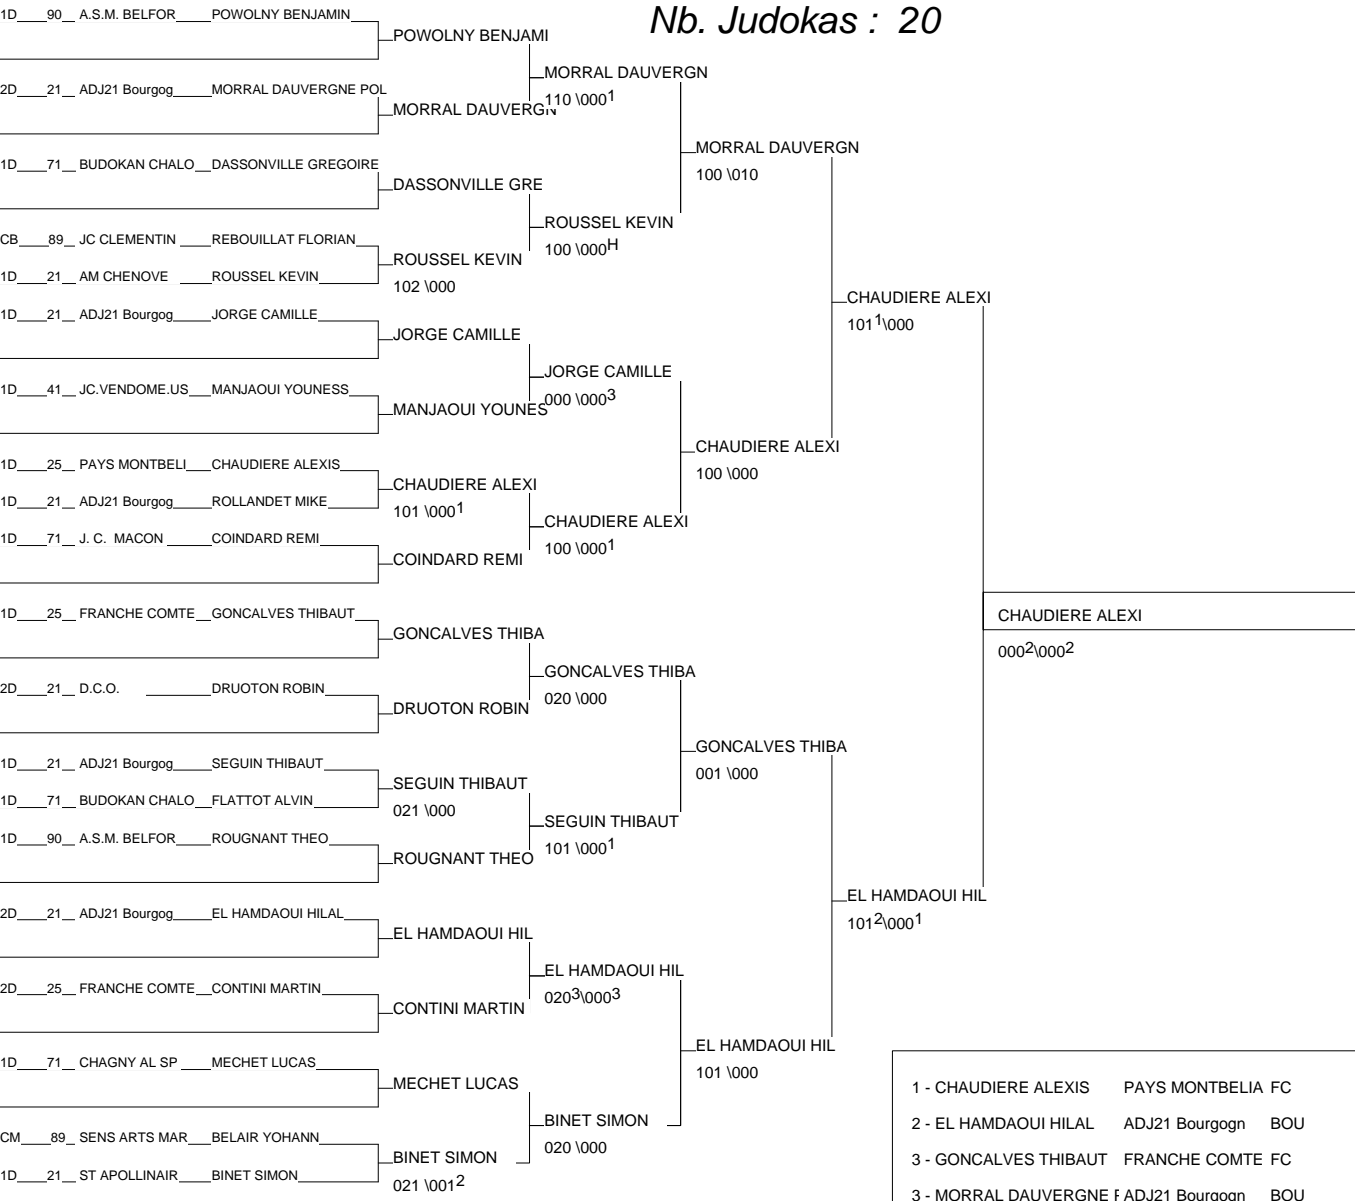 Nb. Judokas : 20
1D 90 A.S.M. BELFOR POWOLNY BENJAMIN
POWOLNY BENJAMI
MORRAL DAUVERGN
2D 21 ADJ21 Bourgog MORRAL DAUVERGNE POL
110 \000 1
MORRAL DAUVERGN
MORRAL DAUVERGN
100 \010
1D 71 BUDOKAN CHALO DASSONVILLE GREGOIRE
DASSONVILLE GRE
ROUSSEL KEVIN
100 \000 H
CB 89 JC CLEMENTIN REBOUILLAT FLORIAN
ROUSSEL KEVIN
102 \000
1D 21 AM CHENOVE ROUSSEL KEVIN
CHAUDIERE ALEXI
101 1\000
1D 21 ADJ21 Bourgog JORGE CAMILLE
JORGE CAMILLE
JORGE CAMILLE
000 \000 3
1D 41 JC.VENDOME.US MANJAOUI YOUNESS
MANJAOUI YOUNES
CHAUDIERE ALEXI
100 \000
1D 25 PAYS MONTBELI CHAUDIERE ALEXIS
CHAUDIERE ALEXI
101 \000 1
1D 21 ADJ21 Bourgog ROLLANDET MIKE
CHAUDIERE ALEXI
100 \000 1
1D 71 J. C. MACON COINDARD REMI
COINDARD REMI
1D 25 FRANCHE COMTE GONCALVES THIBAUT
CHAUDIERE ALEXI
000 2\000 2
GONCALVES THIBA
GONCALVES THIBA
020 \000
2D 21 D.C.O. DRUOTON ROBIN
DRUOTON ROBIN
GONCALVES THIBA
001 \000
1D 21 ADJ21 Bourgog SEGUIN THIBAUT
SEGUIN THIBAUT
021 \000
1D 71 BUDOKAN CHALO FLATTOT ALVIN
SEGUIN THIBAUT
101 \000 1
1D 90 A.S.M. BELFOR ROUGNANT THEO
ROUGNANT THEO
EL HAMDAOUI HIL
101 2\000 1
2D 21 ADJ21 Bourgog EL HAMDAOUI HILAL
EL HAMDAOUI HIL
EL HAMDAOUI HIL
020 3\000 3
2D 25 FRANCHE COMTE CONTINI MARTIN
CONTINI MARTIN
EL HAMDAOUI HIL
101 \000
1D 71 CHAGNY AL SP MECHET LUCAS
MECHET LUCAS
BINET SIMON
020 \000
CM 89 SENS ARTS MAR BELAIR YOHANN
BINET SIMON
021 \001 2
1D 21 ST APOLLINAIR BINET SIMON
1 - CHAUDIERE ALEXIS PAYS MONTBELIA FC
2 - EL HAMDAOUI HILAL ADJ21 Bourgogn BOU
3 - GONCALVES THIBAUT FRANCHE COMTE FC
3 - MORRAL DAUVERGNE ADJ21 Bourgogn BOU